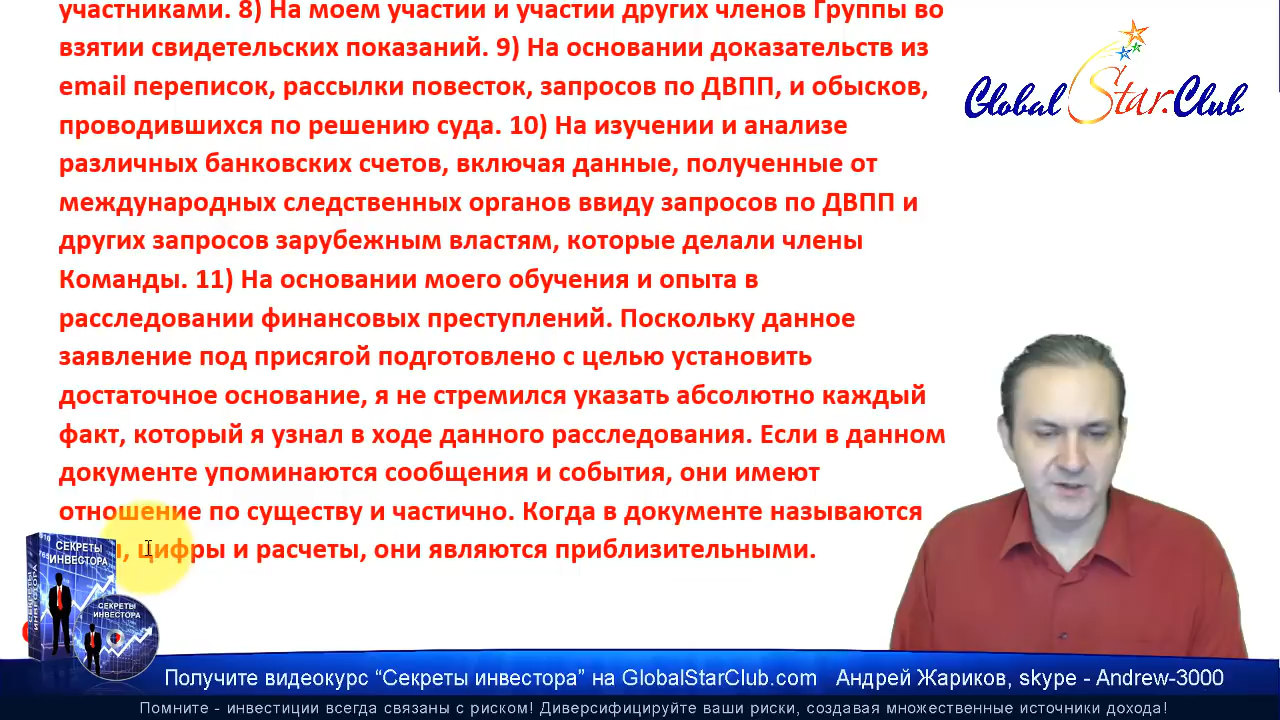 участниками. 8) На моем участии и участии других членов Группы во
взятии свидетельских показаний. 9) На основании доказательств из
email переписок, рассылки повесток, запросов по ДВПП, и обысков,
проводившихся по решению суда. 10) На изучении и анализе
различных банковских счетов, включая данные, полученные от
международных следственных органов ввиду запросов по ДВПП и
других запросов зарубежным властям, которые делали члены
Команды. 11) На основании моего обучения и опыта в
расследовании финансовых преступлений. Поскольку данное
заявление под присягой подготовлено с целью установить
достаточное основание, я не стремился указать абсолютно каждый
факт, который я узнал в ходе данного расследования. Если в данном
документе упоминаются сообщения и события, они имеют
отношение по существу и частично. Когда в документе называются
цифры и расчеты, они являются приблизительными.
Global Star.Club
СЕКРЕТЫ
ИНВЕСТОРА
СЕКРЕТЫ
ИНВЕСТОРА
Получите видеокурс “Секреты инвестора” на GlobalStarClub.com Андрей Жариков, skype - Andrew-3000
Помните - инвестиции всегда связаны с риском! Диверсифицируйте ваши риски, создавая множественные источники дохода!